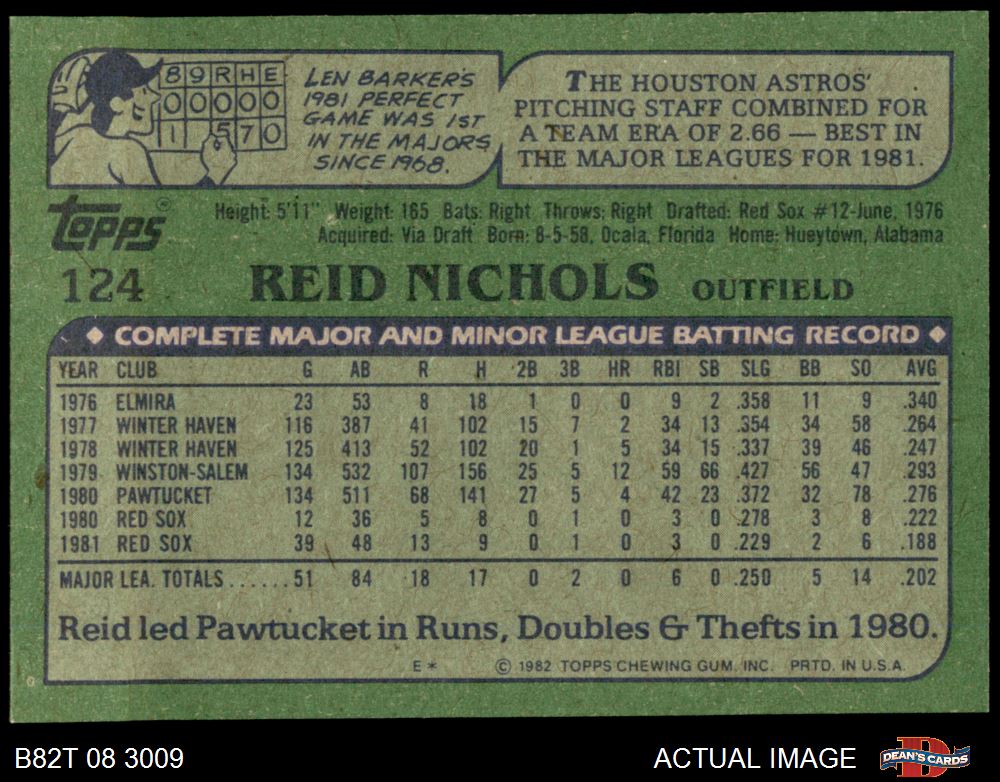 8 9 R H E
0 0 0 0 0
1 5 7 0
LEN BARKER'S
1981 PERFECT
GAME WAS 1ST
IN THE MAJORS
SINCE 1968.
THE HOUSTON ASTROS'
PITCHING STAFF COMBINED FOR
A TEAM ERA OF 2.66 — BEST IN
THE MAJOR LEAGUES FOR 1981.
Topps®
Height: 5'11" Weight: 165 Bats: Right Throws: Right Drafted: Red Sox #12-June, 1976
Acquired: Via Draft Born: 8-5-58, Ocala, Florida Home: Hueytown, Alabama
124 REID NICHOLS OUTFIELD
◆ COMPLETE MAJOR AND MINOR LEAGUE BATTING RECORD ◆
YEAR CLUB G AB R H 2B 3B HR RBI SB SLG BB SO AVG
1976 ELMIRA 23 53 8 18 1 0 0 9 2 .358 11 9 .340
1977 WINTER HAVEN 116 387 41 102 15 7 2 34 13 .354 34 58 .264
1978 WINTER HAVEN 125 413 52 102 20 1 5 34 15 .337 39 46 .247
1979 WINSTON-SALEM 134 532 107 156 25 5 12 59 66 .427 56 47 .293
1980 PAWTUCKET 134 511 68 141 27 5 4 42 23 .372 32 78 .276
1980 RED SOX 12 36 5 8 0 1 0 3 0 .278 3 8 .222
1981 RED SOX 39 48 13 9 0 1 0 3 0 .229 2 6 .188
MAJOR LEA. TOTALS......51 84 18 17 0 2 0 6 0 .250 5 14 .202
Reid led Pawtucket in Runs, Doubles & Thefts in 1980.
E* © 1982 TOPPS CHEWING GUM, INC. PRTD. IN U.S.A.
B82T 08 3009 ACTUAL IMAGE DEAN'S CARDS